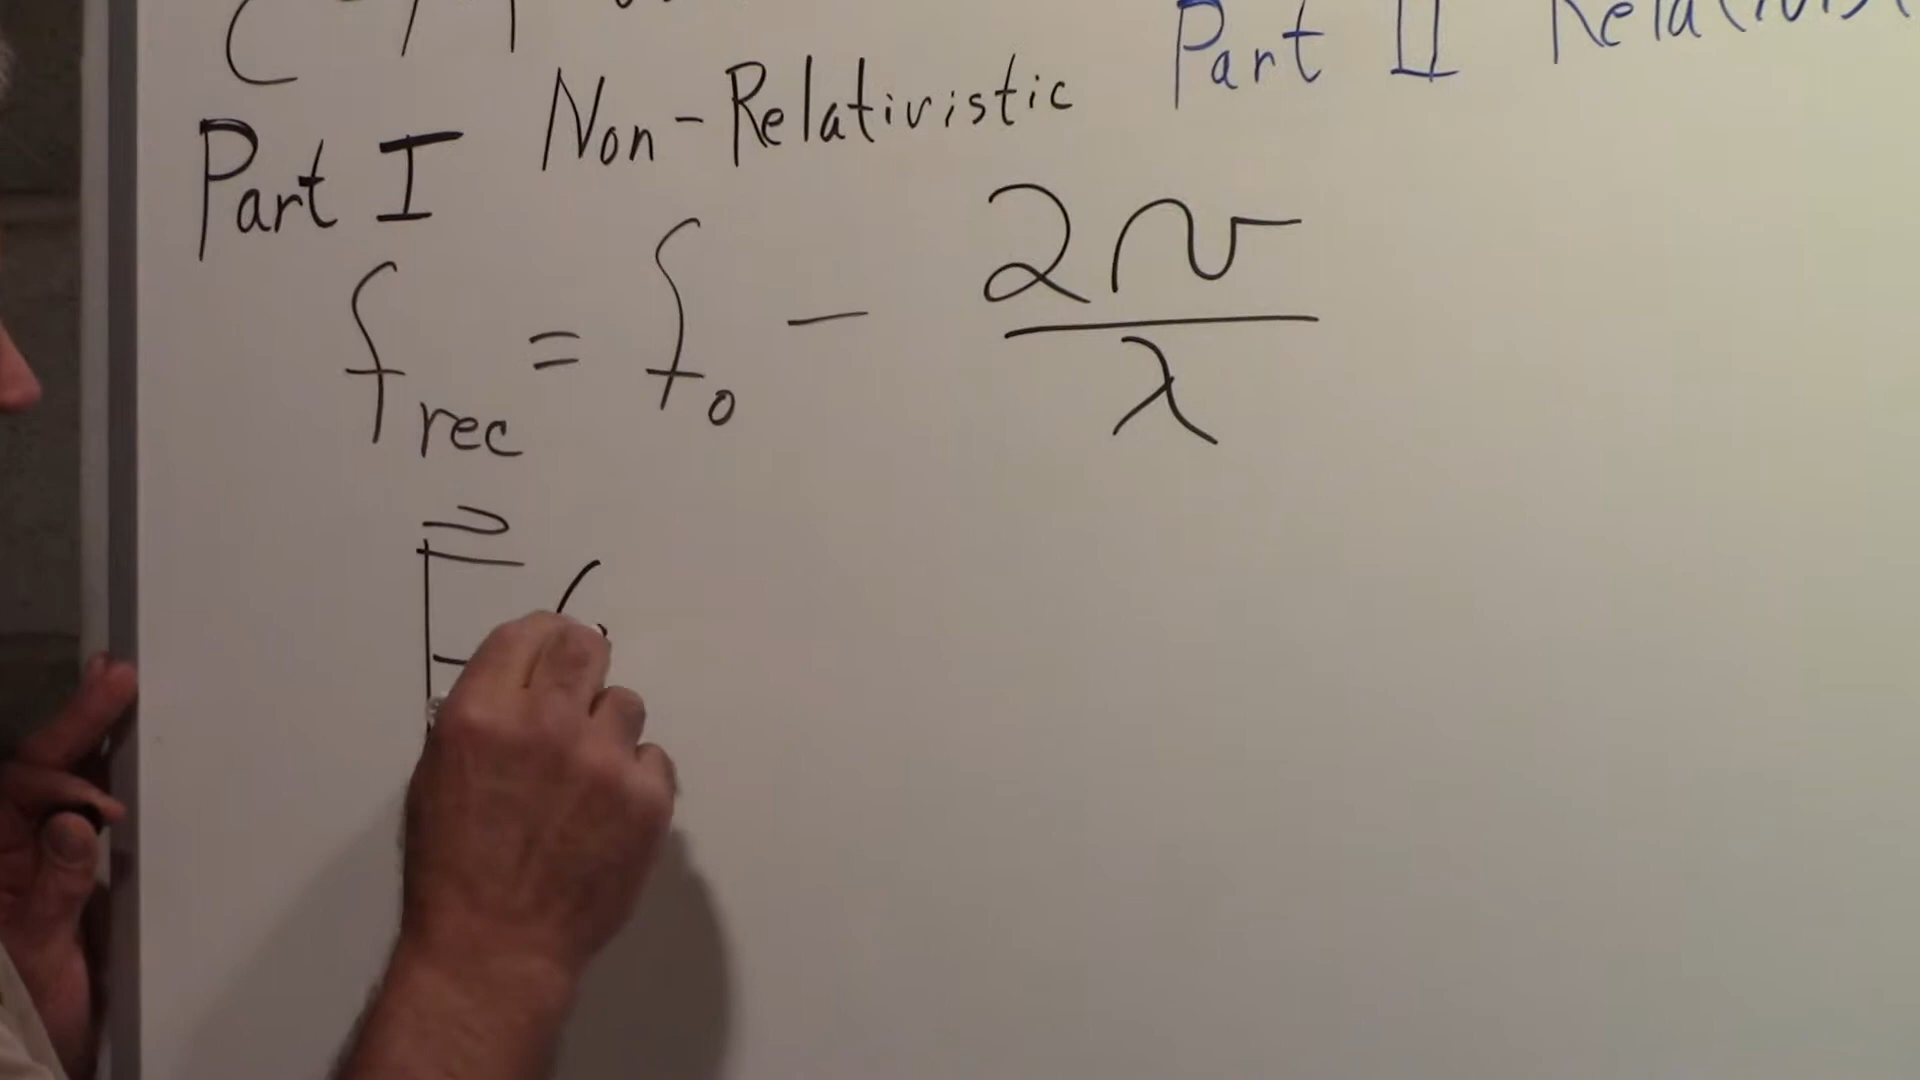 Part II
Part I Non-Relativistic
f_rec = f_0 - 2v/λ